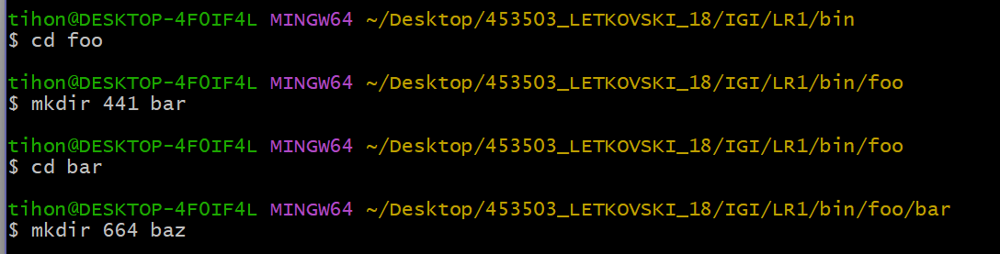 tihon@DESKTOP-4F0IF4L MINGW64 ~/Desktop/453503_LETKOVSKI_18/IGI/LR1/bin
$ cd foo
tihon@DESKTOP-4F0IF4L MINGW64 ~/Desktop/453503_LETKOVSKI_18/IGI/LR1/bin/foo
$ mkdir 441 bar
tihon@DESKTOP-4F0IF4L MINGW64 ~/Desktop/453503_LETKOVSKI_18/IGI/LR1/bin/foo
$ cd bar
tihon@DESKTOP-4F0IF4L MINGW64 ~/Desktop/453503_LETKOVSKI_18/IGI/LR1/bin/foo/bar
$ mkdir 664 baz